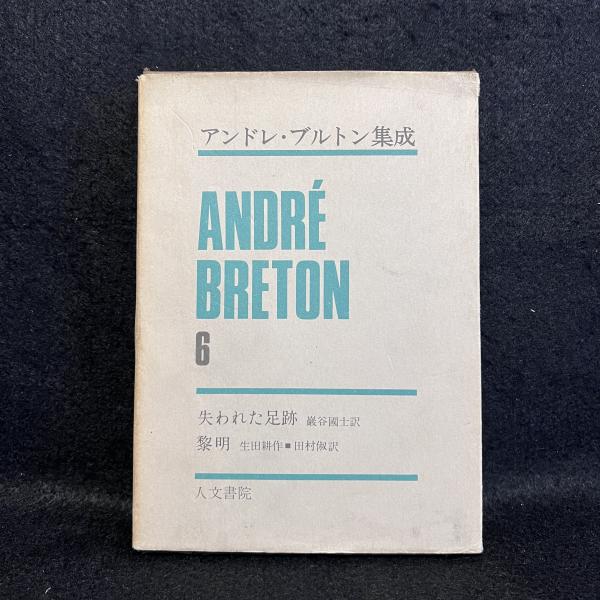 アンドレ・ブルトン集成
ANDRÉ
BRETON
6
失われた足跡 巖谷國士訳
黎明 生田耕作■田村俶訳
人文書院